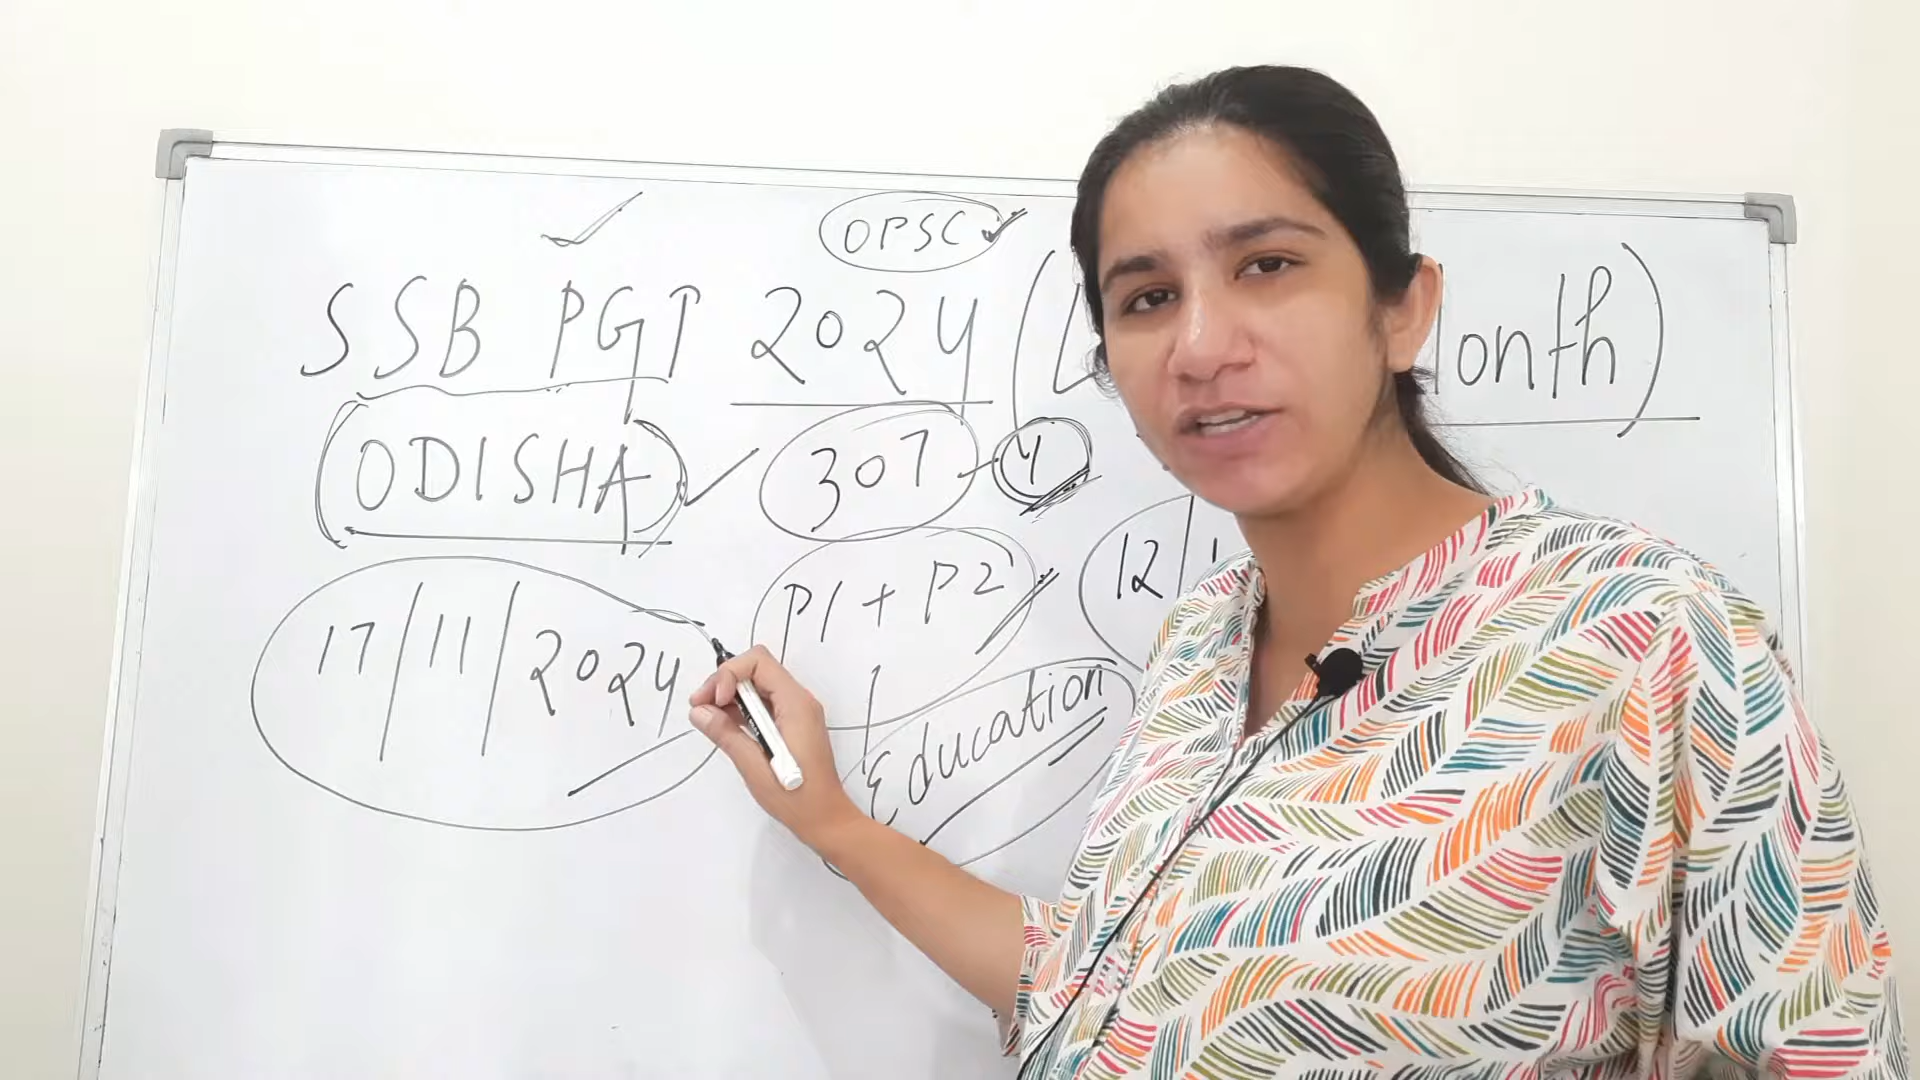 OPSC
SSB PGT 2024 ( onth)
ODISHA 307 - 4
P1 + P2 12/
17/11/2024
Education